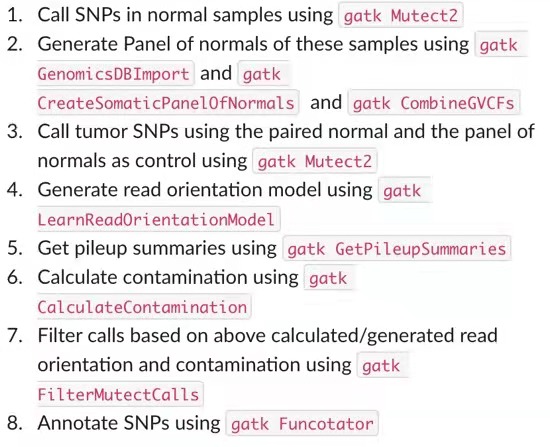 1. Call SNPs in normal samples using gatk Mutect2
2. Generate Panel of normals of these samples using gatk
GenomicsDBImport and gatk
CreateSomaticPanelOfNormals and gatk CombineGVCFs
3. Call tumor SNPs using the paired normal and the panel of
normals as control using gatk Mutect2
4. Generate read orientation model using gatk
LearnReadOrientationModel
5. Get pileup summaries using gatk GetPileupSummaries
6. Calculate contamination using gatk
CalculateContamination
7. Filter calls based on above calculated/generated read
orientation and contamination using gatk
FilterMutectCalls
8. Annotate SNPs using gatk Funcotator